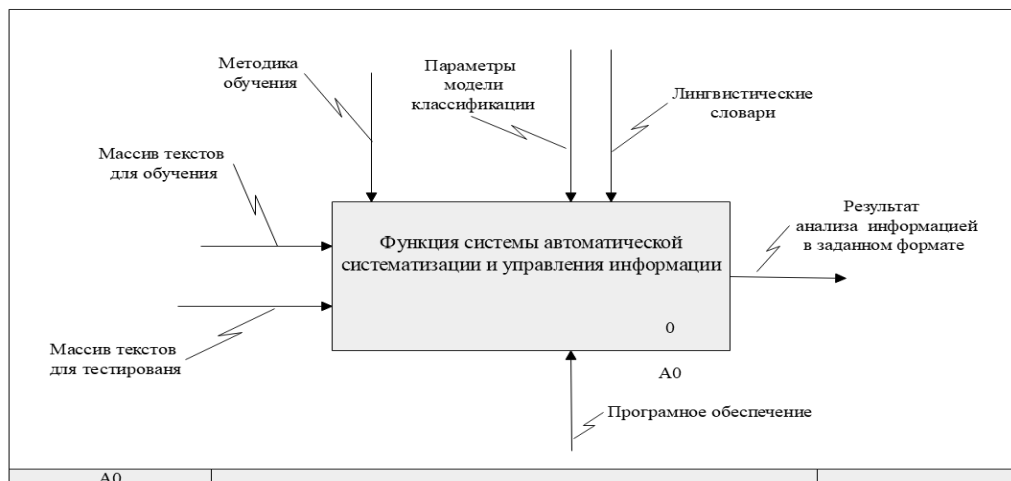 Методика
обучения
Параметры
модели
классификации
Лингвистические
словари
Массив текстов
для обучения
Результат
анализа информацией
в заданном формате
Функция системы автоматической
систематизации и управления информации
0
Массив текстов
для тестированя
A0
Програмное обеспечение
A0